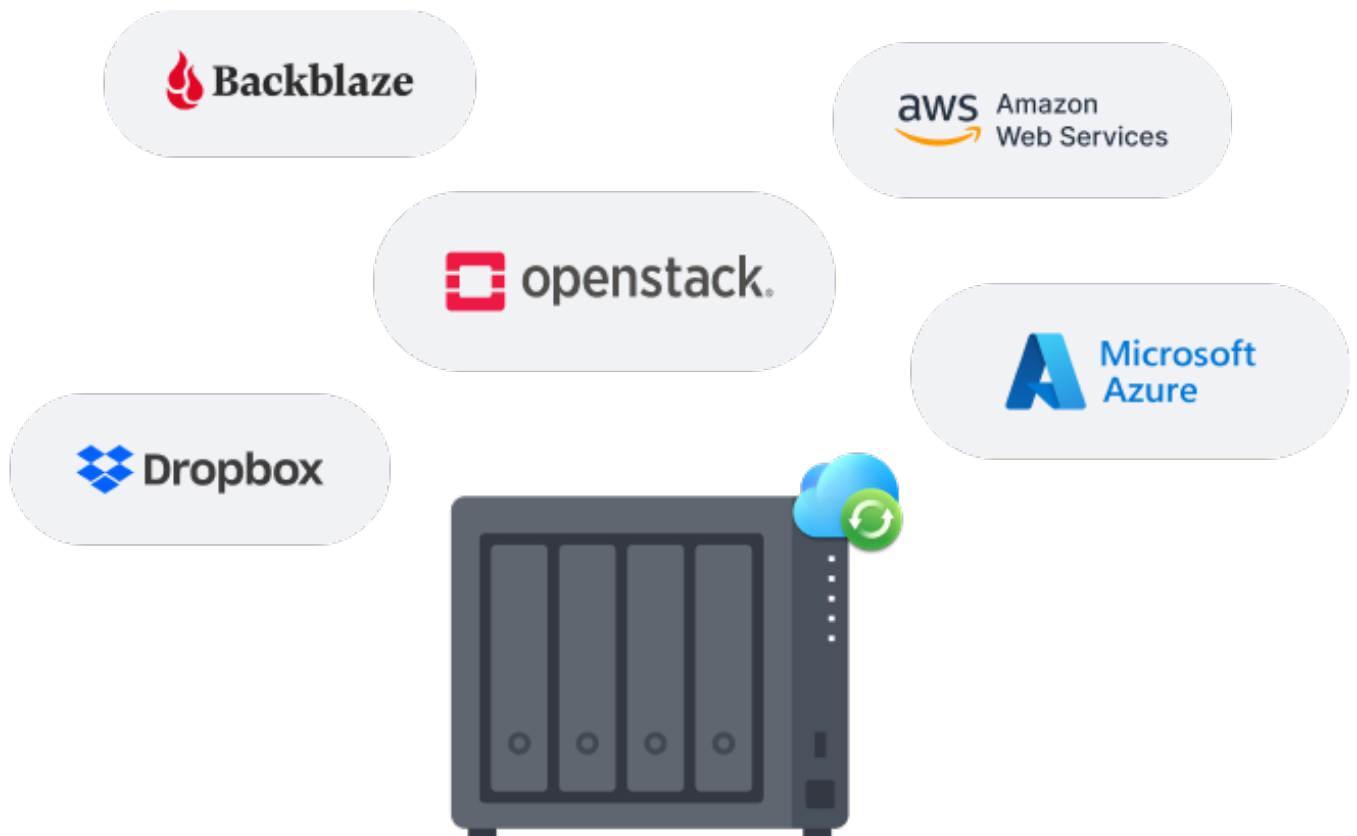 Backblaze
aws Amazon
Web Services
openstack®
Microsoft
Azure
Dropbox